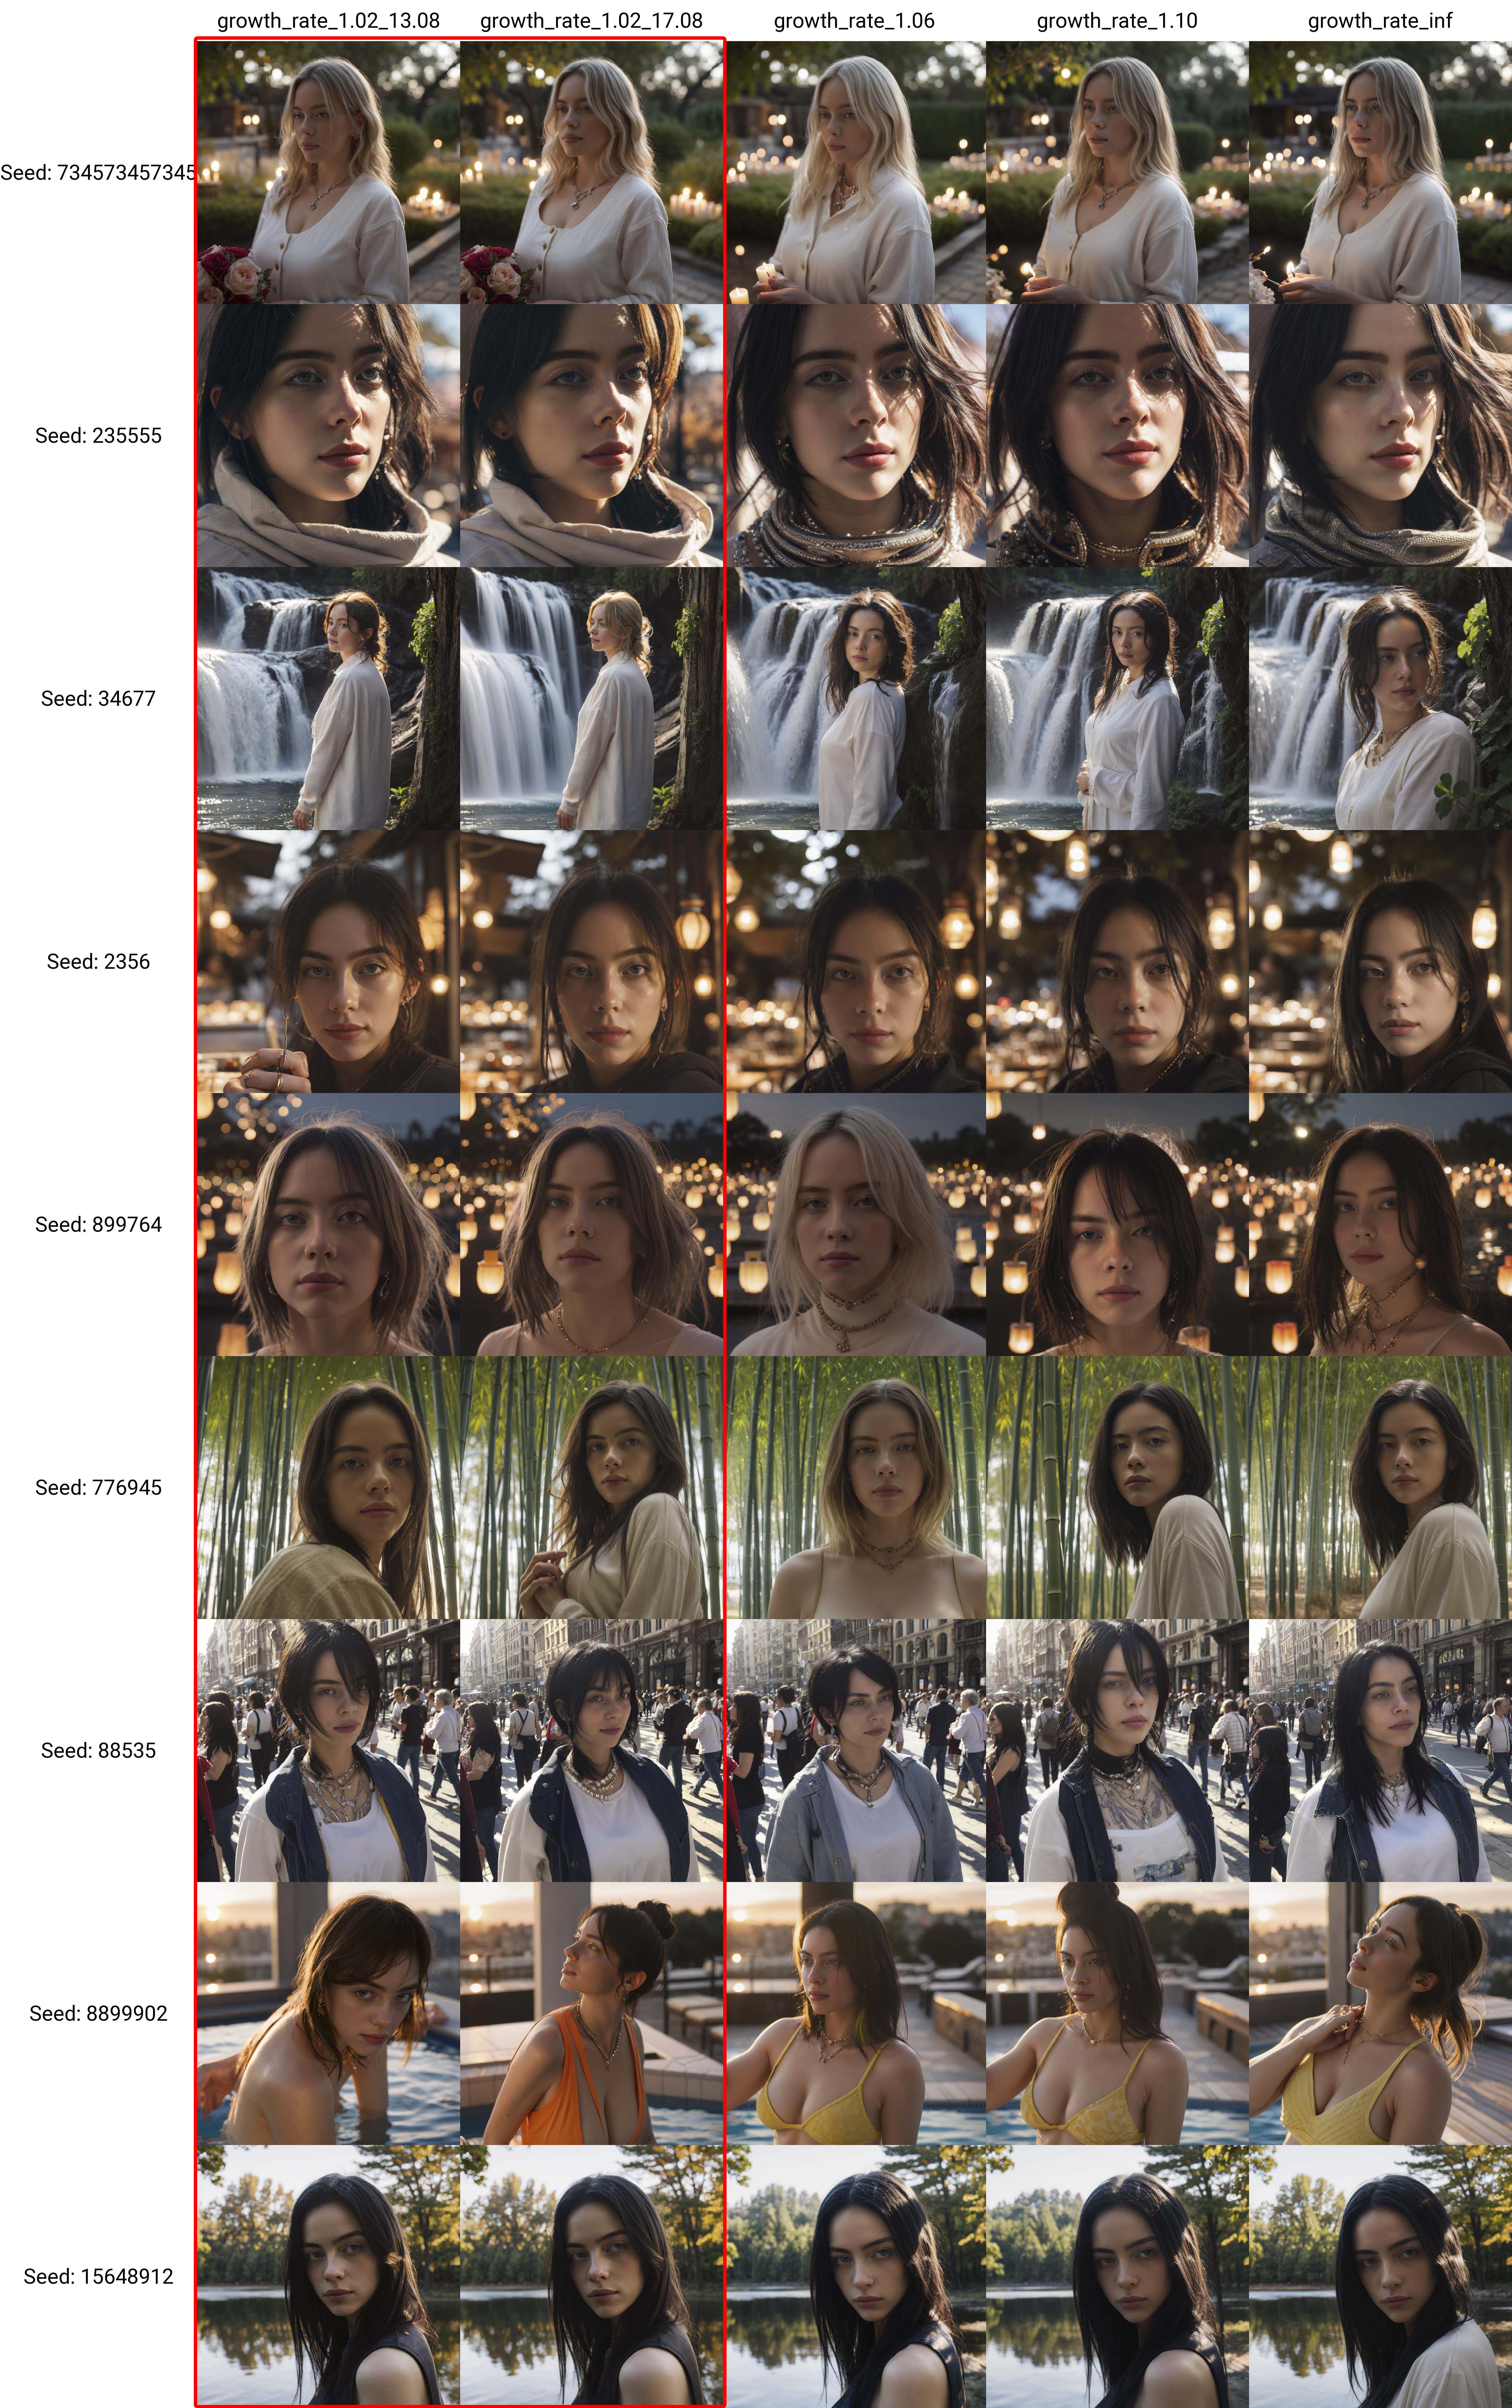 growth_rate_1.02_13.08 growth_rate_1.02_17.08 growth_rate_1.06 growth_rate_1.10 growth_rate_inf
Seed: 734573457345
Seed: 235555
Seed: 34677
Seed: 2356
Seed: 899764
Seed: 776945
Seed: 88535
Seed: 8899902
Seed: 15648912